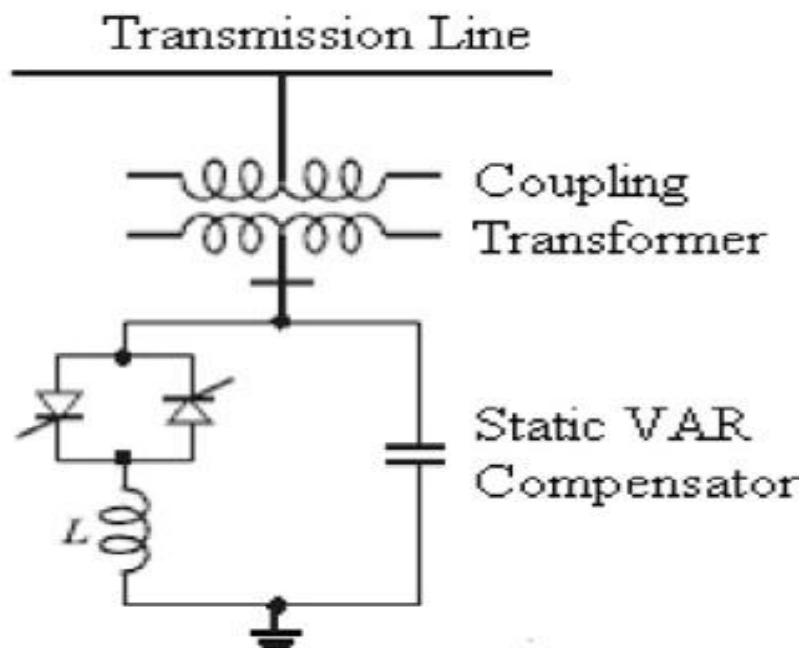 Transmission Line
Coupling
Transformer
Static VAR
Compensator
L